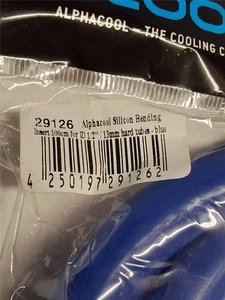 ALPHACOOL – THE COOLING C
29126 Alphacool Silicon Bending
Insert 100cm for ID 1/2" / 13mm hard tubes - blue
4 250197 291262